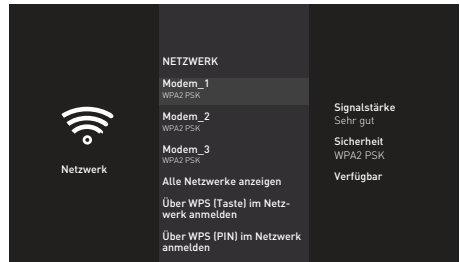 Netzwerk
NETZWERK
Modem_1
WPA2 PSK
Modem_2
WPA2 PSK
Modem_3
WPA2 PSK
Alle Netzwerke anzeigen
Über WPS (Taste) im Netz-
werk anmelden
Über WPS (PIN) im Netzwerk
anmelden
Signalstärke
Sehr gut
Sicherheit
WPA2 PSK
Verfügbar